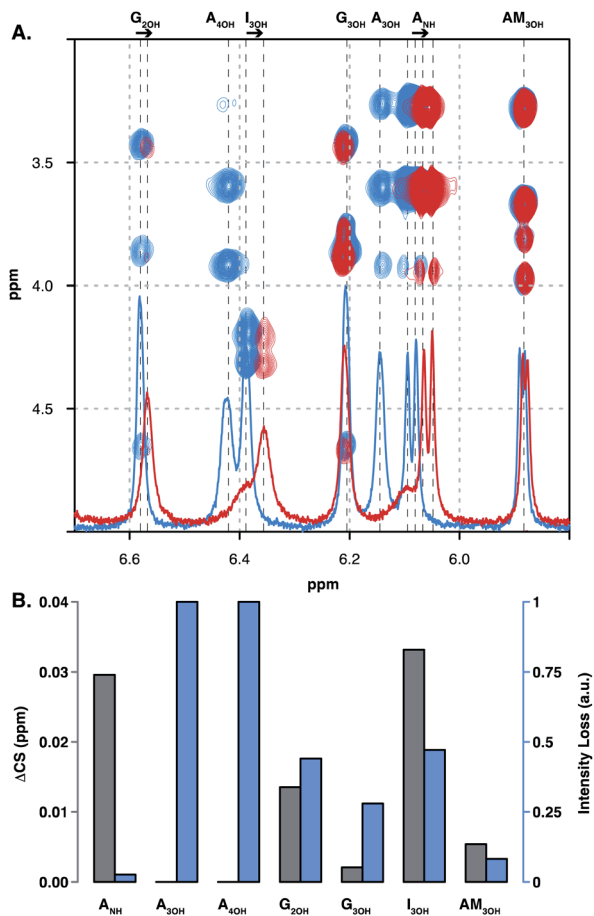 G2OH A4OH I3OH G3OH A3OH ANH AM3OH
A.
3.5
4.0
4.5
ppm
6.6 6.4 6.2 6.0
ppm
B.
0.04 1
0.03 0.75
0.02 0.5
0.01 0.25
0.00 0
ΔCS (ppm)
Intensity Loss (a.u.)
ANH A3OH A4OH G2OH G3OH I3OH AM3OH